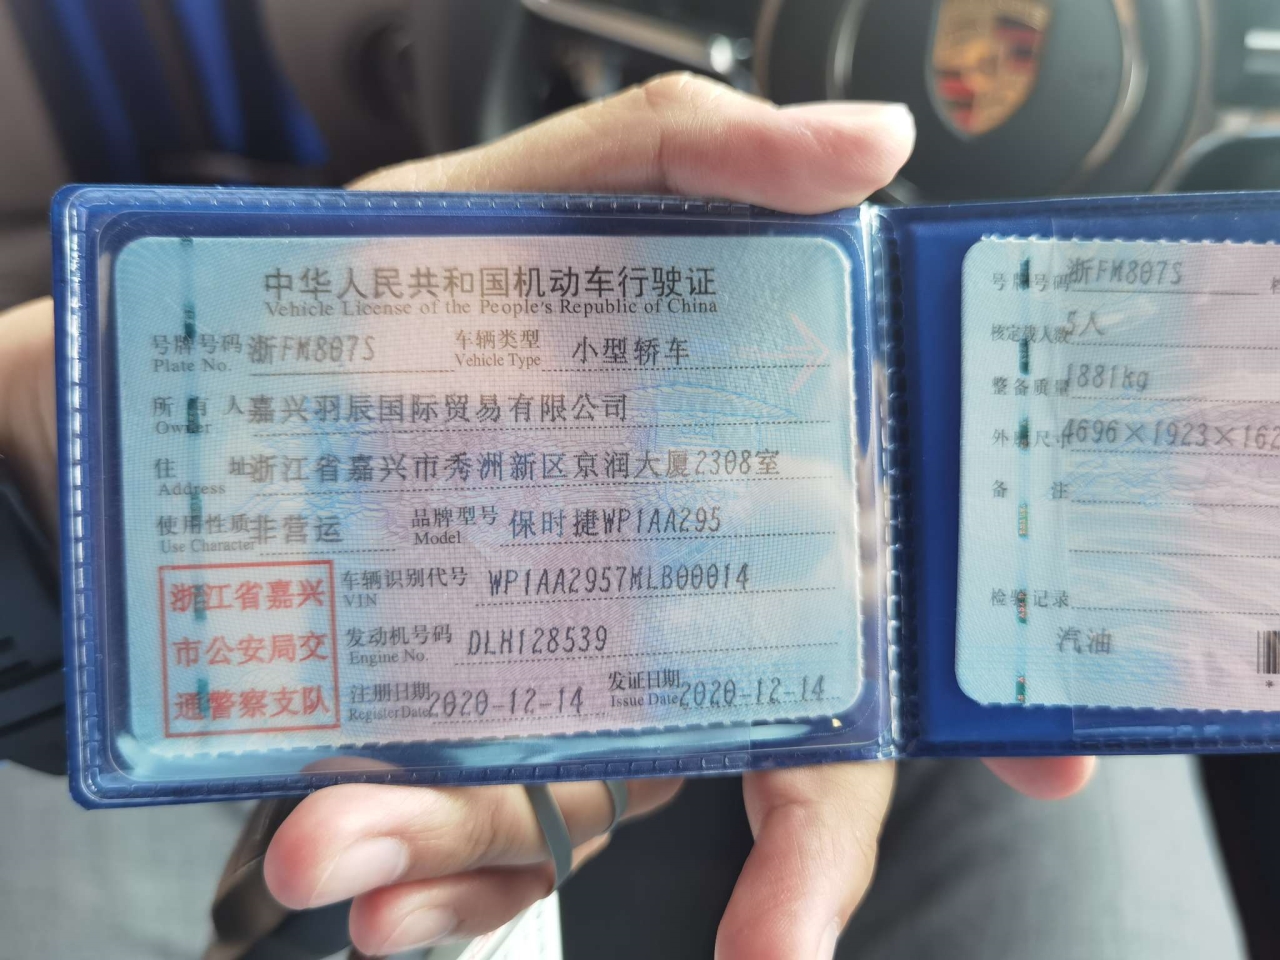 中华人民共和国机动车行驶证
Vehicle License of the People's Republic of China
号牌号码 浙FM807S 车辆类型 小型轿车
Plate No. Vehicle Type
所有人 嘉兴羽辰国际贸易有限公司
Owner
住址 浙江省嘉兴市秀洲新区京润大厦2308室
Address
使用性质 非营运 品牌型号 保时捷WP1AA295
Use Character Model
浙江省嘉兴
市公安局交
通警察支队
车辆识别代号 WP1AA2957MLB00014
VIN
发动机号码 DLH128539
Engine No.
注册日期 2020-12-14 发证日期 2020-12-14
Register Date Issue Date
号牌号码 浙FM807S
核定载人数 5人
整备质量 1881kg
外廓尺寸 4696×1923×162
备注
检验记录
汽油
*